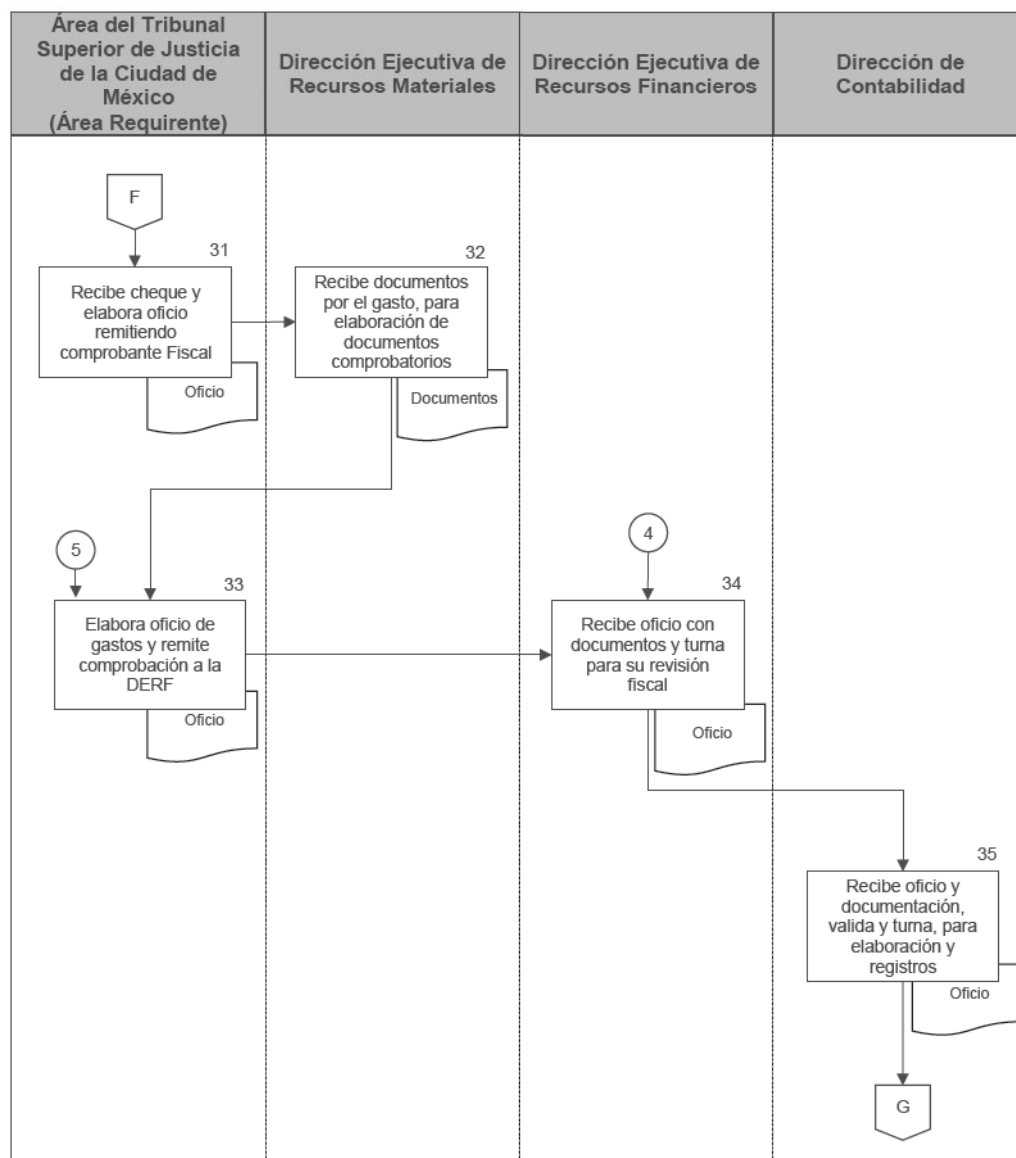 Área del Tribunal
Superior de Justicia
de la Ciudad de
México
(Área Requirente)
Dirección Ejecutiva de
Recursos Materiales
Dirección Ejecutiva de
Recursos Financieros
Dirección de
Contabilidad
F
31
Recibe cheque y
elabora oficio
remitiendo
comprobante Fiscal
Oficio
32
Recibe documentos
por el gasto, para
elaboración de
documentos
comprobatorios
Documentos
5
33
Elabora oficio de
gastos y remite
comprobación a la
DERF
Oficio
4
34
Recibe oficio con
documentos y turna
para su revisión
fiscal
Oficio
35
Recibe oficio y
documentación,
valida y turna, para
elaboración y
registros
Oficio
G